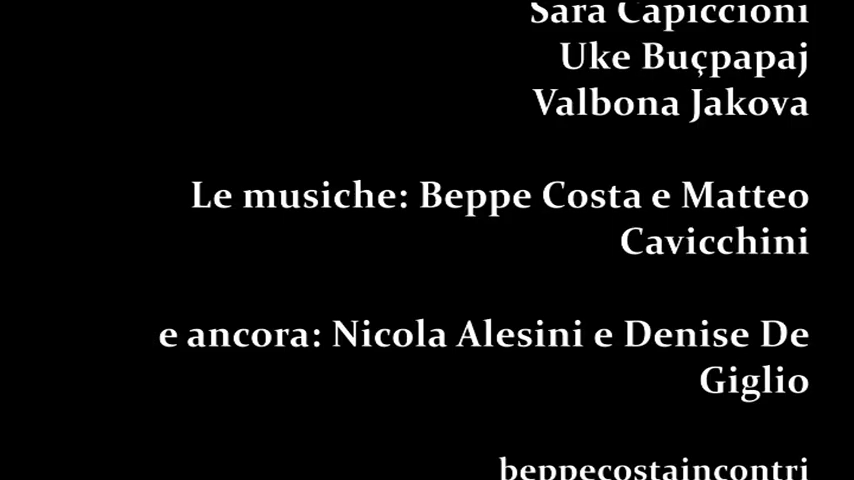 Sara Capiccioni
Uke Buçpapaj
Valbona Jakova
Le musiche: Beppe Costa e Matteo
Cavicchini
e ancora: Nicola Alesini e Denise De
Giglio
beppecostaincontri